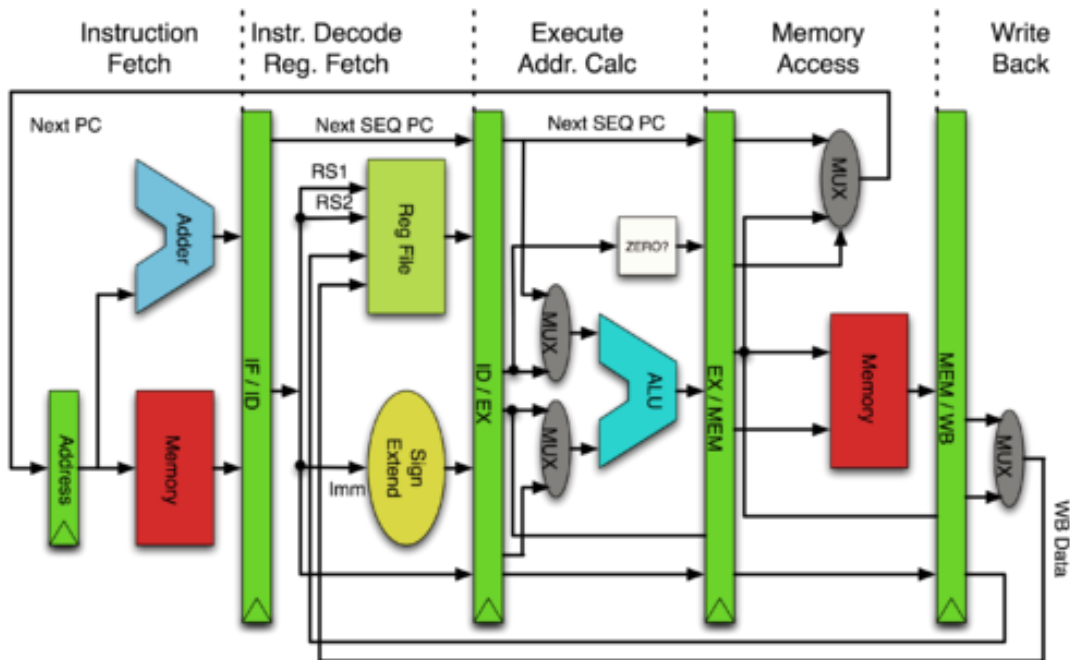 Instruction
Fetch
Instr. Decode
Reg. Fetch
Execute
Addr. Calc
Memory
Access
Write
Back
Next PC
Next SEQ PC
Next SEQ PC
RS1
RS2
MUX
Adder
Reg File
ZERO?
MUX
IF / ID
ID / EX
ALU
EX / MEM
Memory
MEM / WB
Address
Memory
Imm
Sign
Extend
MUX
MUX
WB Data